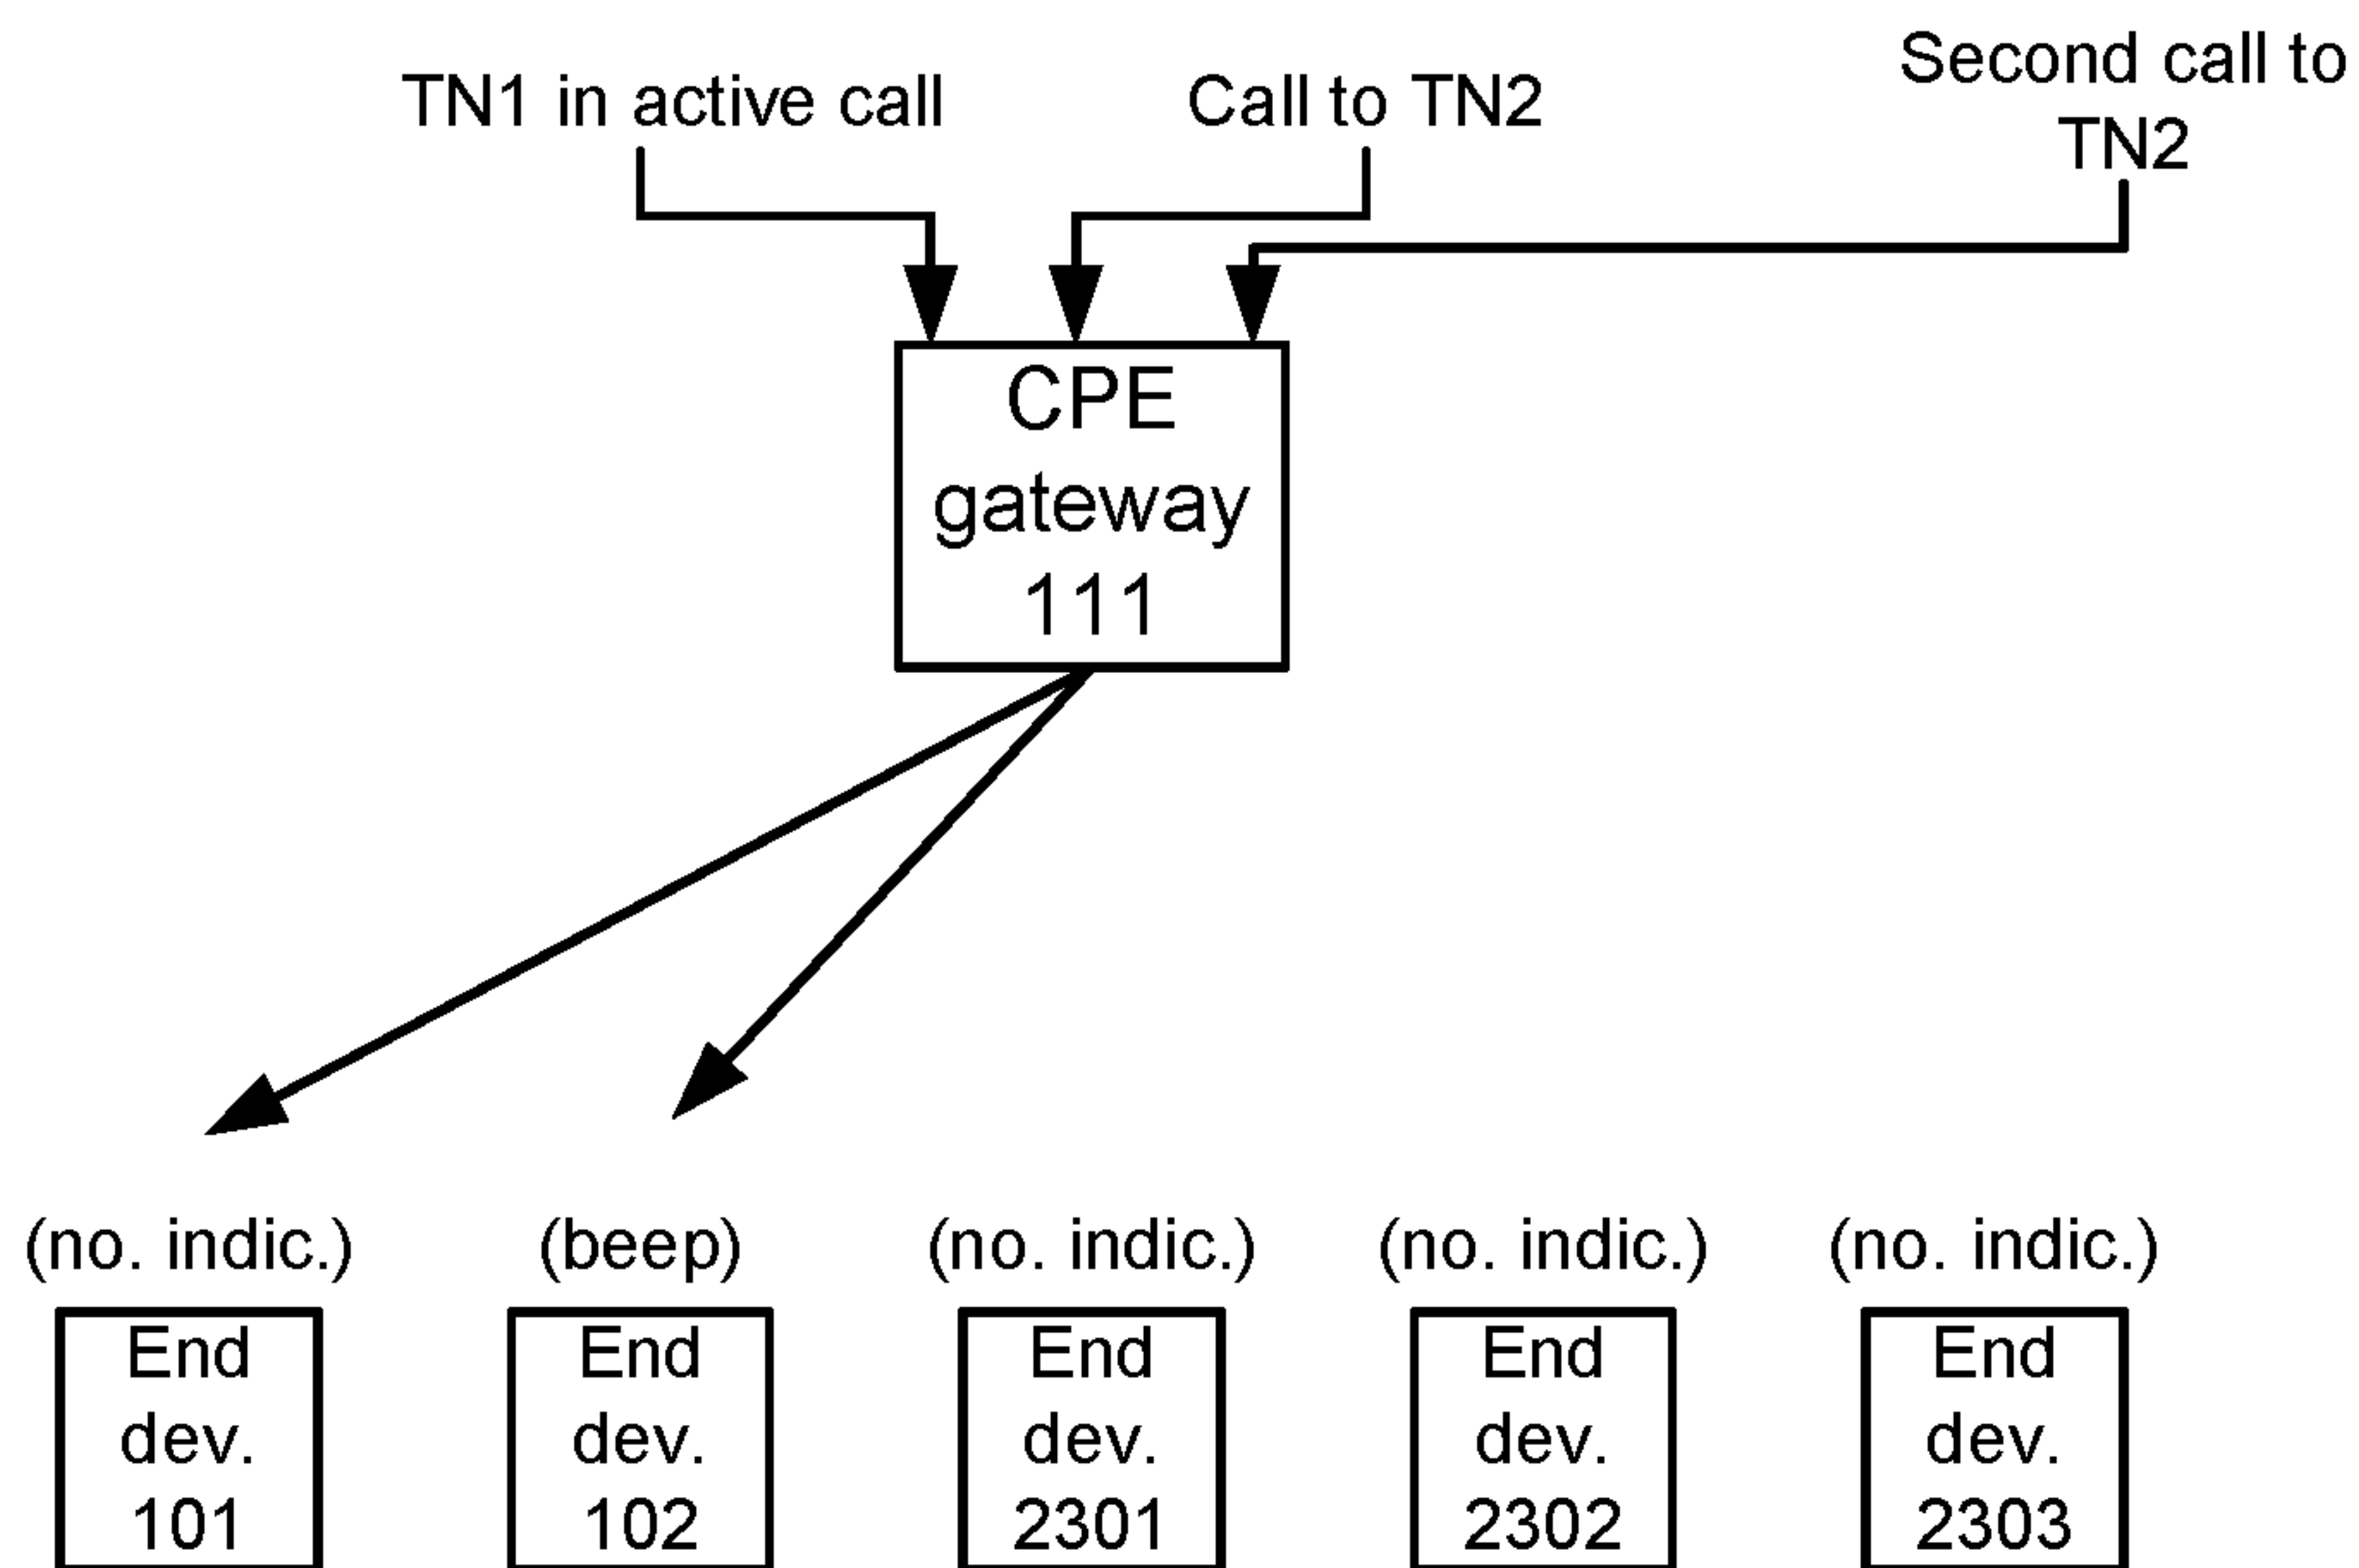 TN1 in active call
Call to TN2
Second call to
TN2
CPE
gateway
111
(no. indic.)
(beep)
(no. indic.)
(no. indic.)
(no. indic.)
End
dev.
101
End
dev.
102
End
dev.
2301
End
dev.
2302
End
dev.
2303